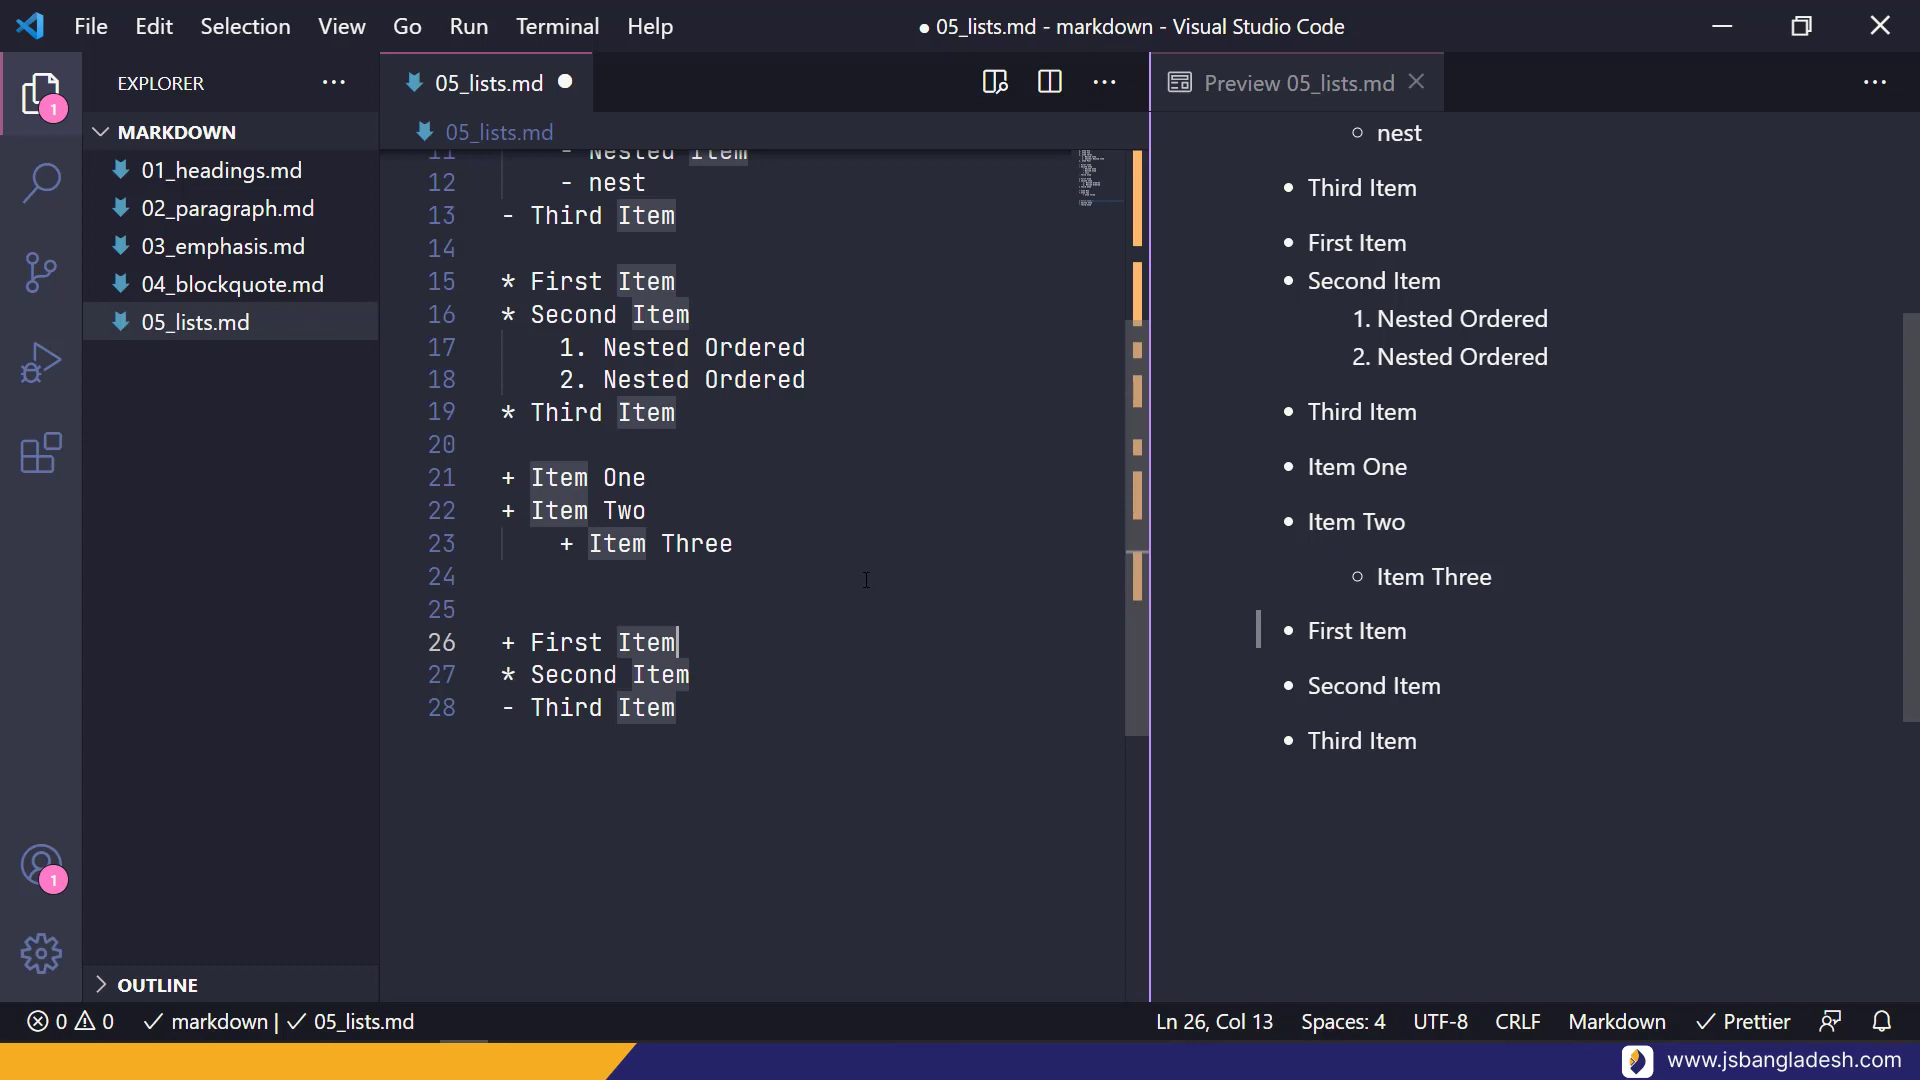 File Edit Selection View Go Run Terminal Help
● 05_lists.md - markdown - Visual Studio Code
EXPLORER
MARKDOWN
01_headings.md
02_paragraph.md
03_emphasis.md
04_blockquote.md
05_lists.md
OUTLINE
1
1
05_lists.md
05_lists.md
11 - Nested Item
12 - nest
13 - Third Item
14
15 * First Item
16 * Second Item
17 1. Nested Ordered
18 2. Nested Ordered
19 * Third Item
20
21 + Item One
22 + Item Two
23 + Item Three
24
25
26 + First Item
27 * Second Item
28 - Third Item
Preview 05_lists.md
○ nest
• Third Item
• First Item
• Second Item
1. Nested Ordered
2. Nested Ordered
• Third Item
• Item One
• Item Two
○ Item Three
• First Item
• Second Item
• Third Item
0 0 ✓ markdown | ✓ 05_lists.md
Ln 26, Col 13 Spaces: 4 UTF-8 CRLF Markdown ✓ Prettier
www.jsbangladesh.com